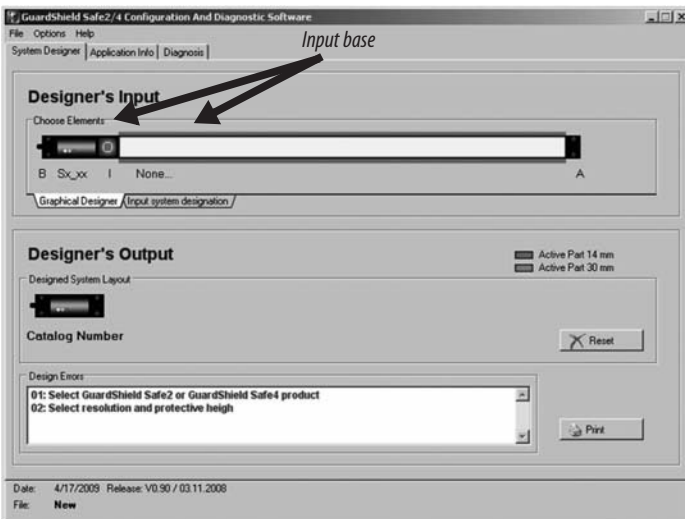 GuardShield Safe2/4 Configuration And Diagnostic Software
File Options Help
Input base
System Designer Application Info Diagnosis
Designer's Input
Choose Elements
B Sx_xx I None... A
Graphical Designer Input system designation
Designer's Output
Active Part 14 mm
Active Part 30 mm
Designed System Layout
Catalog Number
Reset
Design Errors
01: Select GuardShield Safe2 or GuardShield Safe4 product
02: Select resolution and protective heigh
Print
Date: 4/17/2009 Release: V0.90 / 03.11.2008
File: New